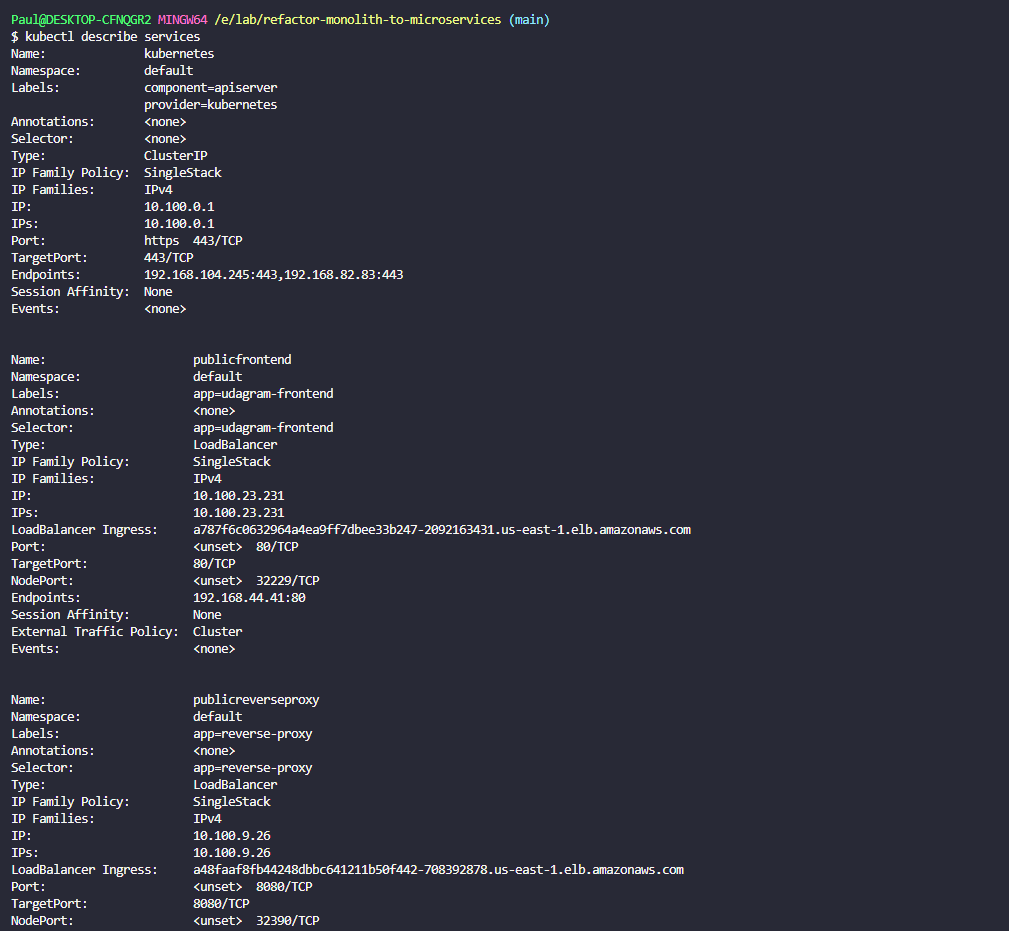 Paul@DESKTOP-CFNQGR2 MINGW64 /e/lab/refactor-monolith-to-microservices (main)
$ kubectl describe services
Name:              kubernetes
Namespace:         default
Labels:            component=apiserver
                   provider=kubernetes
Annotations:       <none>
Selector:          <none>
Type:              ClusterIP
IP Family Policy:  SingleStack
IP Families:       IPv4
IP:                10.100.0.1
IPs:               10.100.0.1
Port:              https  443/TCP
TargetPort:        443/TCP
Endpoints:         192.168.104.245:443,192.168.82.83:443
Session Affinity:  None
Events:            <none>

Name:                     publicfrontend
Namespace:                default
Labels:                   app=udagram-frontend
Annotations:              <none>
Selector:                 app=udagram-frontend
Type:                     LoadBalancer
IP Family Policy:         SingleStack
IP Families:              IPv4
IP:                       10.100.23.231
IPs:                      10.100.23.231
LoadBalancer Ingress:     a787f6c0632964a4ea9ff7dbee33b247-2092163431.us-east-1.elb.amazonaws.com
Port:                     <unset>  80/TCP
TargetPort:               80/TCP
NodePort:                 <unset>  32229/TCP
Endpoints:                192.168.44.41:80
Session Affinity:         None
External Traffic Policy:  Cluster
Events:                   <none>

Name:                     publicreverseproxy
Namespace:                default
Labels:                   app=reverse-proxy
Annotations:              <none>
Selector:                 app=reverse-proxy
Type:                     LoadBalancer
IP Family Policy:         SingleStack
IP Families:              IPv4
IP:                       10.100.9.26
IPs:                      10.100.9.26
LoadBalancer Ingress:     a48faaf8fb44248dbbc641211b50f442-708392878.us-east-1.elb.amazonaws.com
Port:                     <unset>  8080/TCP
TargetPort:               8080/TCP
NodePort:                 <unset>  32390/TCP